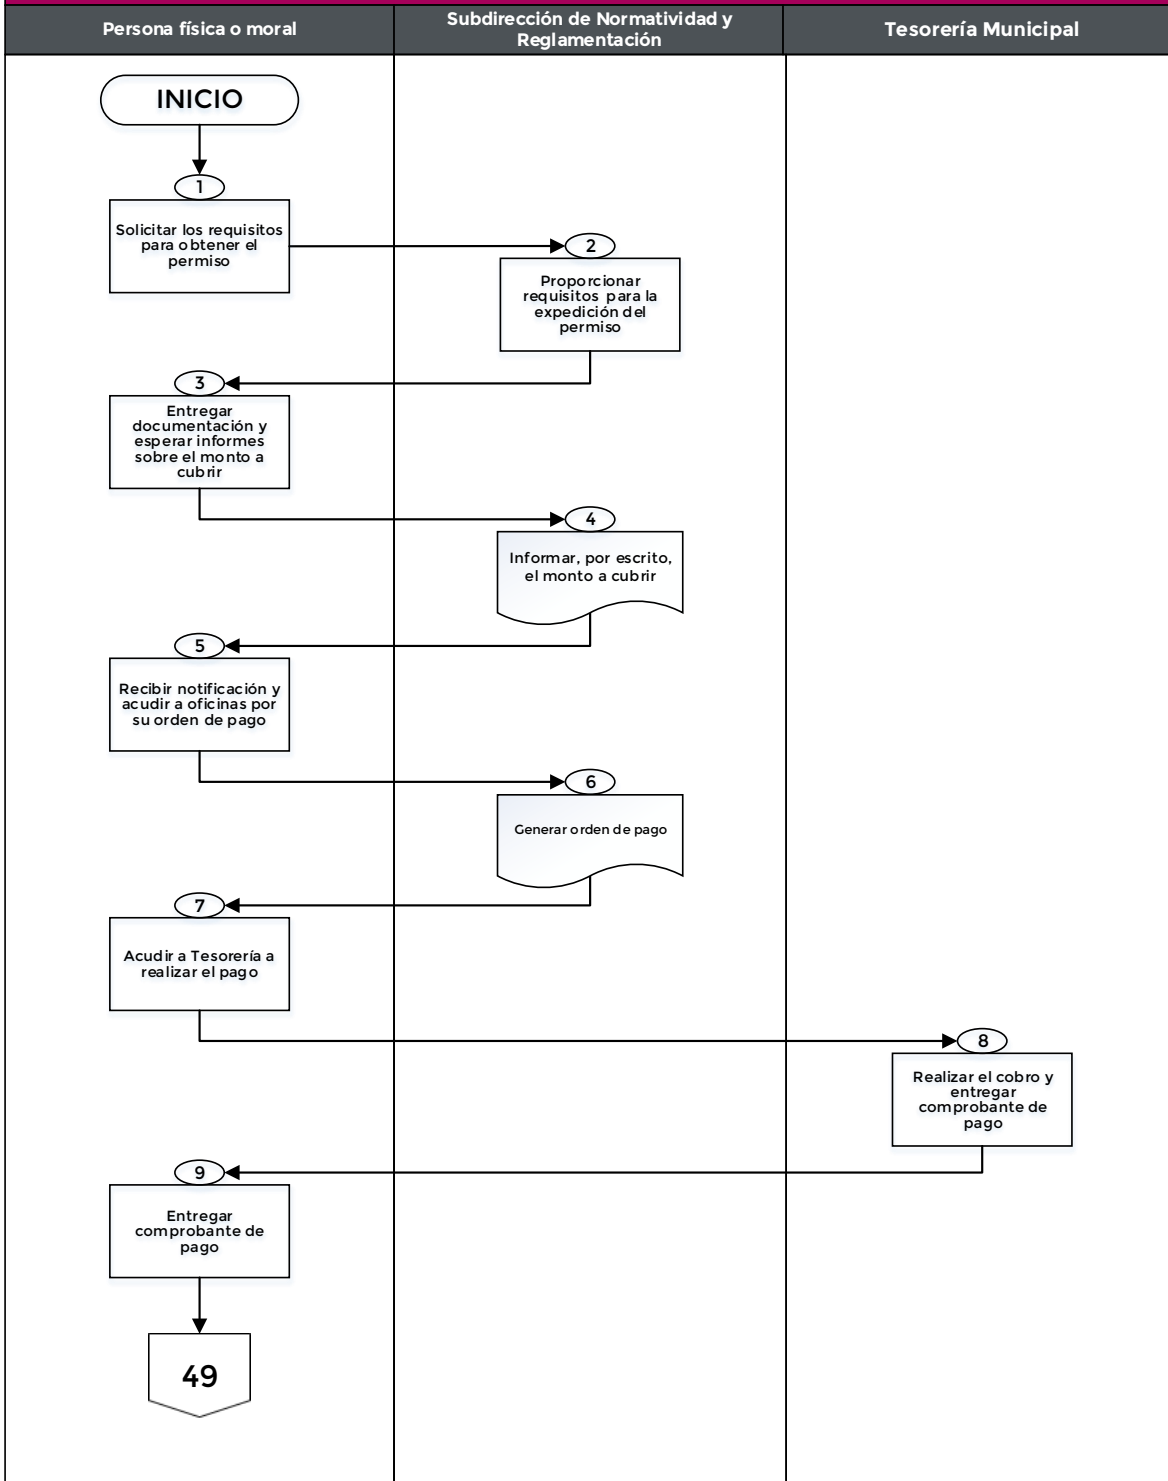 Persona física o moral
Subdirección de Normatividad y
Reglamentación
Tesorería Municipal
INICIO
1
Solicitar los requisitos
para obtener el
permiso
2
Proporcionar
requisitos para la
expedición del
permiso
3
Entregar
documentación y
esperar informes
sobre el monto a
cubrir
4
Informar, por escrito,
el monto a cubrir
5
Recibir notificación y
acudir a oficinas por
su orden de pago
6
Generar orden de pago
7
Acudir a Tesorería a
realizar el pago
8
Realizar el cobro y
entregar
comprobante de
pago
9
Entregar
comprobante de
pago
49